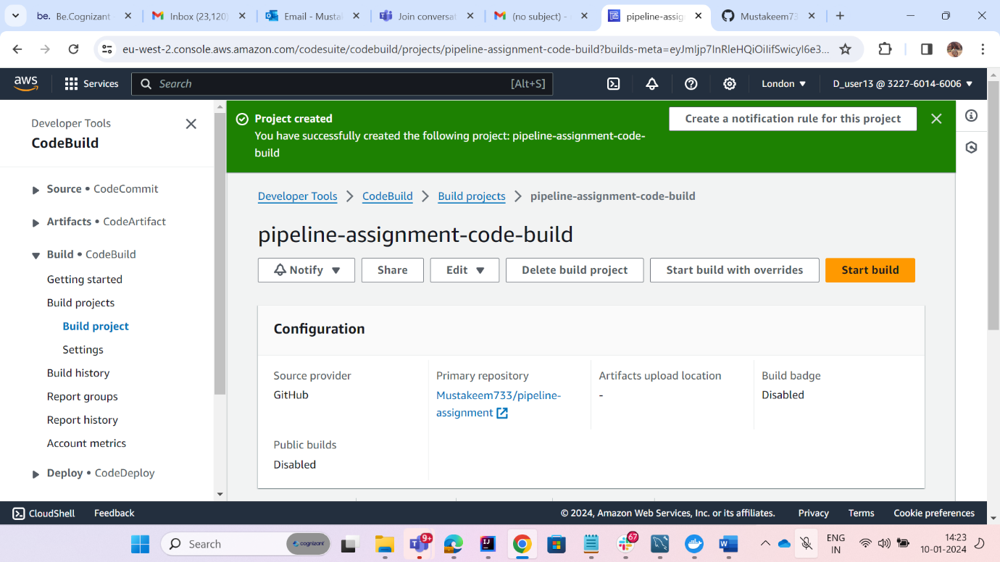 be. Be.Cognizant
Inbox (23,120)
Email - Musta
Join conversat
(no subject) -
pipeline-assig
Mustakeem73
eu-west-2.console.aws.amazon.com/codesuite/codebuild/projects/pipeline-assignment-code-build?builds-meta=eyJmIjp7InRleHQiOiIifSwicyI6e3...
aws
Services
Search
[Alt+S]
London
D_user13 @ 3227-6014-6006
Developer Tools
CodeBuild
Source • CodeCommit
Artifacts • CodeArtifact
Build • CodeBuild
Getting started
Build projects
Build project
Settings
Build history
Report groups
Report history
Account metrics
Deploy • CodeDeploy
Project created
You have successfully created the following project: pipeline-assignment-code-
build
Create a notification rule for this project
Developer Tools
CodeBuild
Build projects
pipeline-assignment-code-build
pipeline-assignment-code-build
Notify
Share
Edit
Delete build project
Start build with overrides
Start build
Configuration
Source provider
GitHub
Primary repository
Mustakeem733/pipeline-
assignment
Artifacts upload location
-
Build badge
Disabled
Public builds
Disabled
CloudShell
Feedback
© 2024, Amazon Web Services, Inc. or its affiliates.
Privacy
Terms
Cookie preferences
Search
cognizant
9+
67
ENG
IN
14:23
10-01-2024